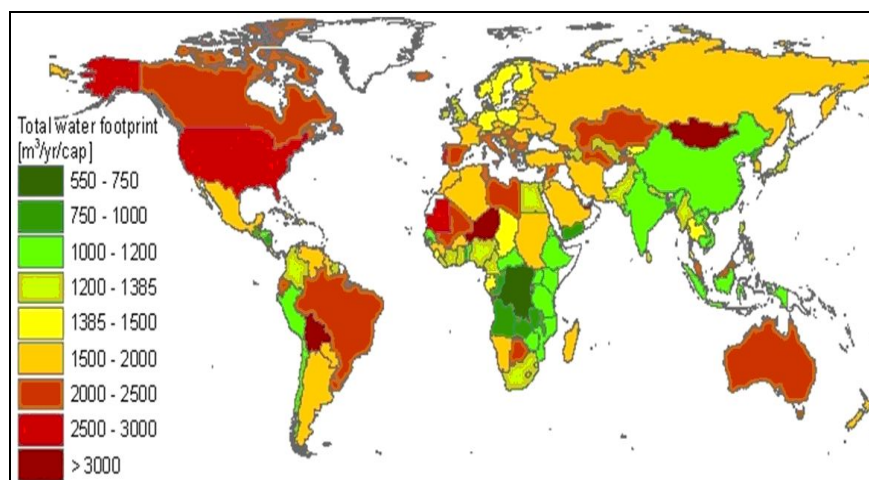 Total water footprint
[m³/yr/cap]
550 - 750
750 - 1000
1000 - 1200
1200 - 1385
1385 - 1500
1500 - 2000
2000 - 2500
2500 - 3000
> 3000